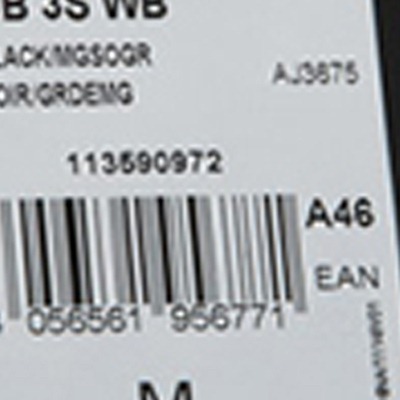 B 3S WB
LACK/MGSOGR
OIR/GRDEMG
AJ3675
113590972
A46
EAN
056561 956771
M